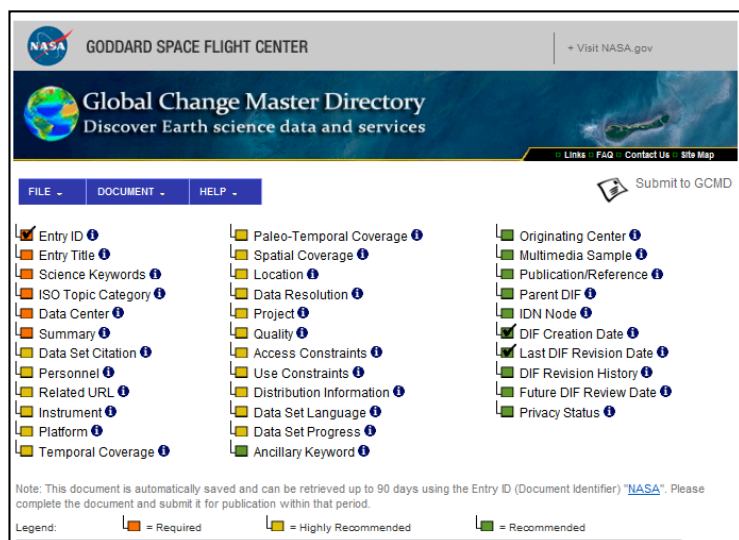 NASA
GODDARD SPACE FLIGHT CENTER
+ Visit NASA.gov
Global Change Master Directory
Discover Earth science data and services
Links FAQ Contact Us Site Map
FILE DOCUMENT HELP
Submit to GCMD
Entry ID
Entry Title
Science Keywords
ISO Topic Category
Data Center
Summary
Data Set Citation
Personnel
Related URL
Instrument
Platform
Temporal Coverage
Paleo-Temporal Coverage
Spatial Coverage
Location
Data Resolution
Project
Quality
Access Constraints
Use Constraints
Distribution Information
Data Set Language
Data Set Progress
Ancillary Keyword
Originating Center
Multimedia Sample
Publication/Reference
Parent DIF
IDN Node
DIF Creation Date
Last DIF Revision Date
DIF Revision History
Future DIF Review Date
Privacy Status
Note: This document is automatically saved and can be retrieved up to 90 days using the Entry ID (Document Identifier) "NASA". Please
complete the document and submit it for publication within that period.
Legend: = Required = Highly Recommended = Recommended